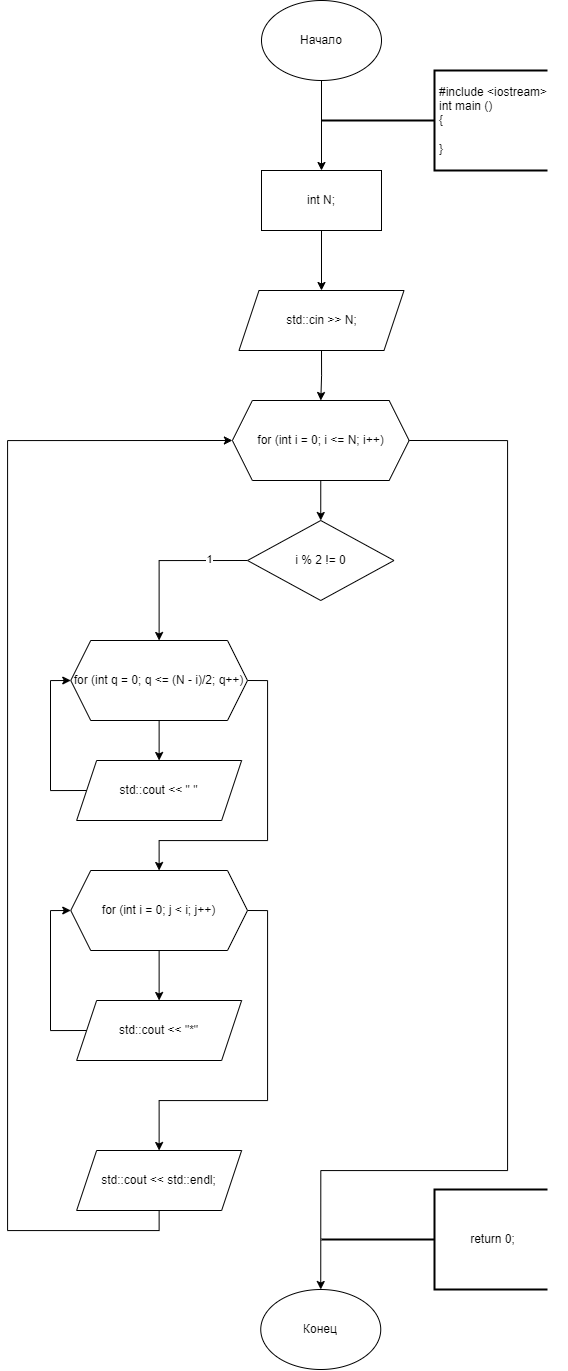 Начало
#include <iostream>
int main ()
{
}
int N;
std::cin >> N;
for (int i = 0; i <= N; i++)
i % 2 != 0
1
for (int q = 0; q <= (N - i)/2; q++)
std::cout << " "
for (int i = 0; j < i; j++)
std::cout << "*"
std::cout << std::endl;
return 0;
Конец